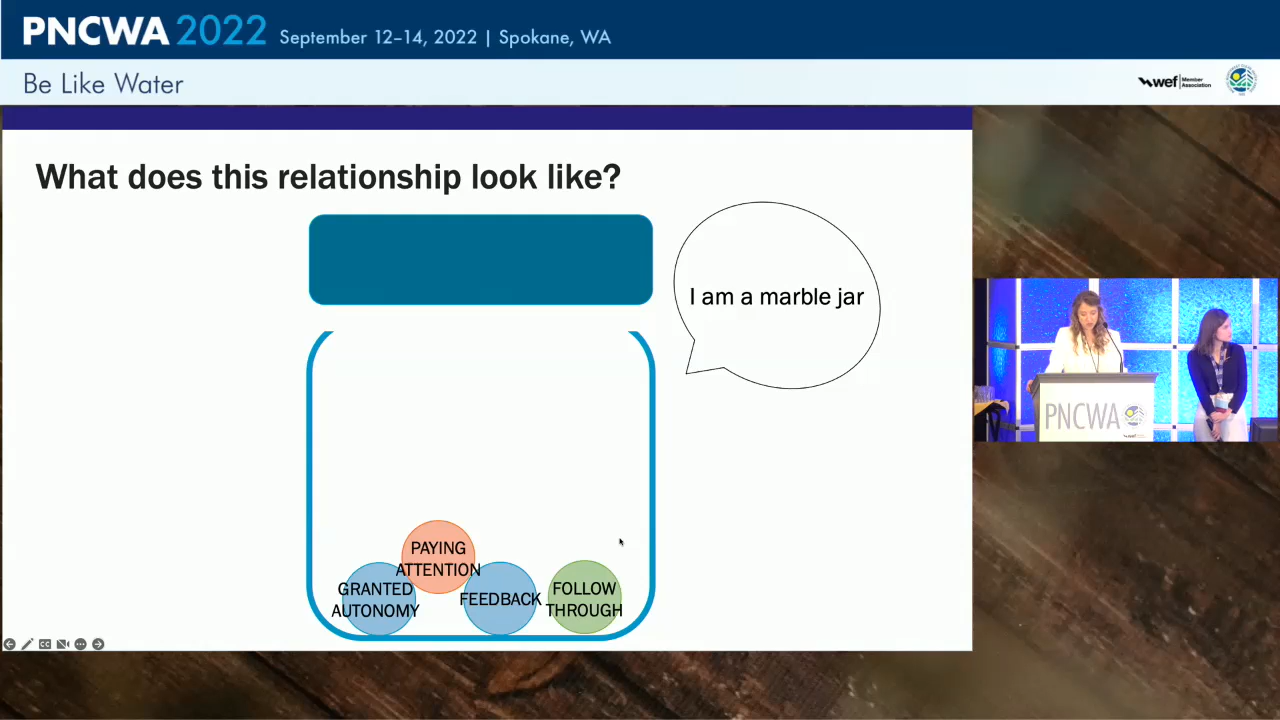 PNCWA 2022 September 12–14, 2022 | Spokane, WA
Be Like Water
wef Member
Association
What does this relationship look like?
I am a marble jar
PAYING
ATTENTION
GRANTED
AUTONOMY
FEEDBACK
FOLLOW
THROUGH
PNCWA
wef